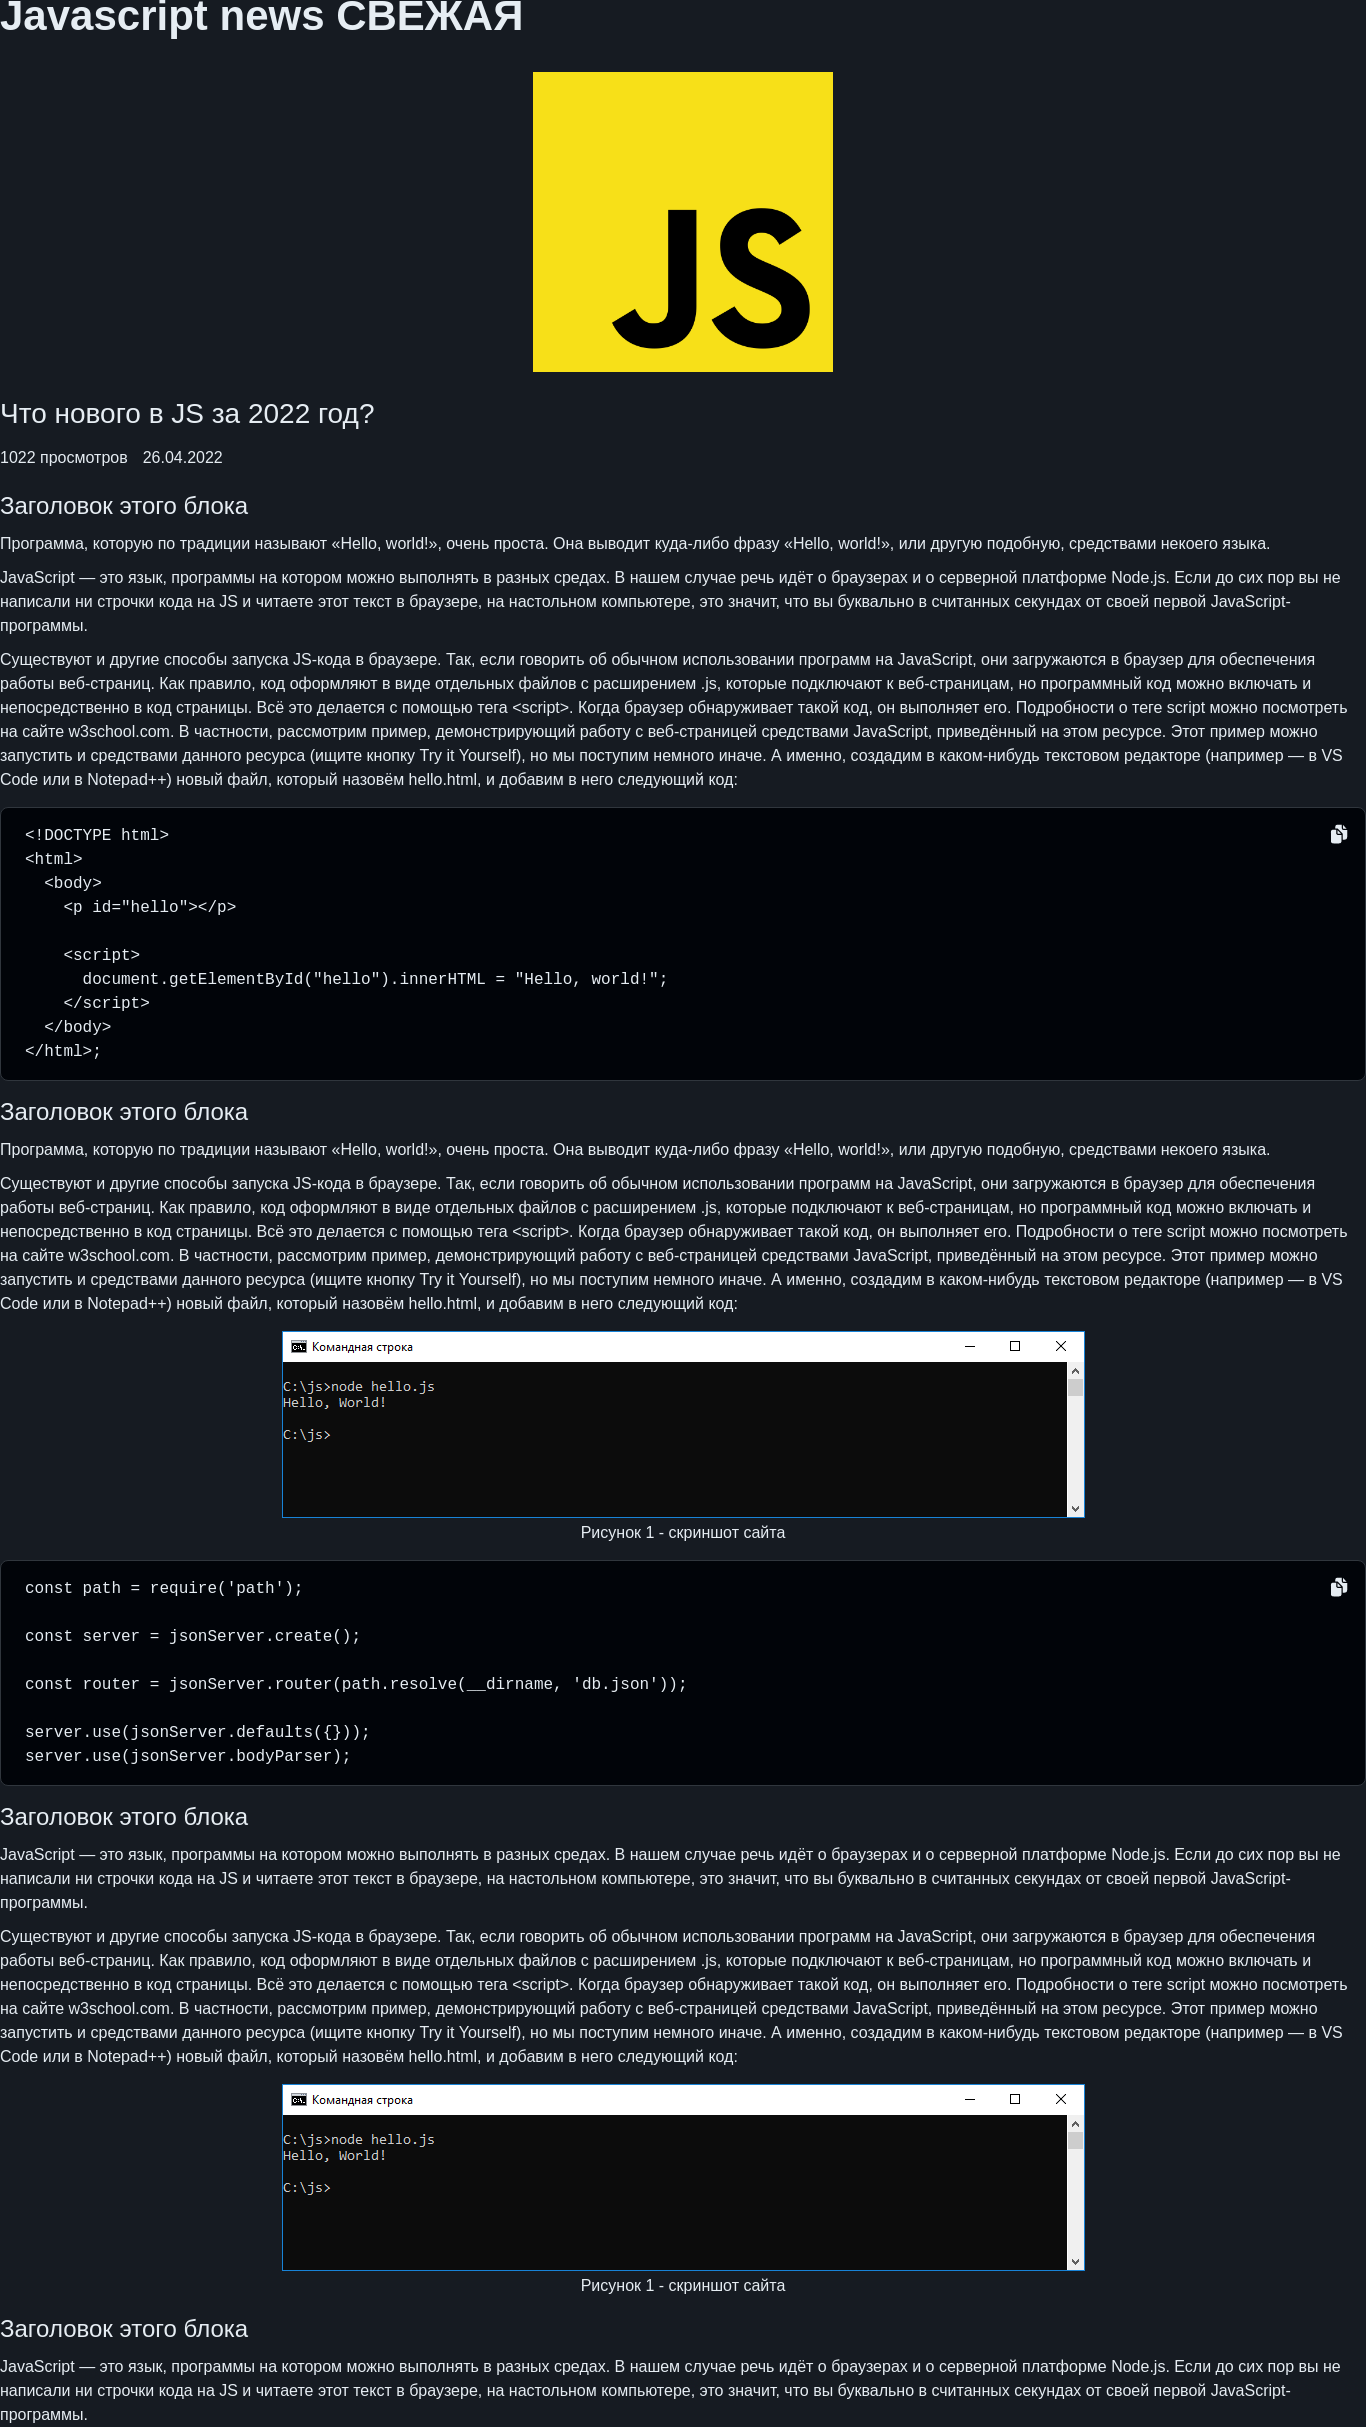 Javascript news СВЕЖАЯ
JS
Что нового в JS за 2022 год?
1022 просмотров 26.04.2022
Заголовок этого блока
Программа, которую по традиции называют «Hello, world!», очень проста. Она выводит куда-либо фразу «Hello, world!», или другую подобную, средствами некоего языка.
JavaScript — это язык, программы на котором можно выполнять в разных средах. В нашем случае речь идёт о браузерах и о серверной платформе Node.js. Если до сих пор вы не
написали ни строчки кода на JS и читаете этот текст в браузере, на настольном компьютере, это значит, что вы буквально в считанных секундах от своей первой JavaScript-
программы.
Существуют и другие способы запуска JS-кода в браузере. Так, если говорить об обычном использовании программ на JavaScript, они загружаются в браузер для обеспечения
работы веб-страниц. Как правило, код оформляют в виде отдельных файлов с расширением .js, которые подключают к веб-страницам, но программный код можно включать и
непосредственно в код страницы. Всё это делается с помощью тега <script>. Когда браузер обнаруживает такой код, он выполняет его. Подробности о теге script можно посмотреть
на сайте w3school.com. В частности, рассмотрим пример, демонстрирующий работу с веб-страницей средствами JavaScript, приведённый на этом ресурсе. Этот пример можно
запустить и средствами данного ресурса (ищите кнопку Try it Yourself), но мы поступим немного иначе. А именно, создадим в каком-нибудь текстовом редакторе (например — в VS
Code или в Notepad++) новый файл, который назовём hello.html, и добавим в него следующий код:
<!DOCTYPE html>
<html>
  <body>
    <p id="hello"></p>

    <script>
      document.getElementById("hello").innerHTML = "Hello, world!";
    </script>
  </body>
</html>;
Заголовок этого блока
Программа, которую по традиции называют «Hello, world!», очень проста. Она выводит куда-либо фразу «Hello, world!», или другую подобную, средствами некоего языка.
Существуют и другие способы запуска JS-кода в браузере. Так, если говорить об обычном использовании программ на JavaScript, они загружаются в браузер для обеспечения
работы веб-страниц. Как правило, код оформляют в виде отдельных файлов с расширением .js, которые подключают к веб-страницам, но программный код можно включать и
непосредственно в код страницы. Всё это делается с помощью тега <script>. Когда браузер обнаруживает такой код, он выполняет его. Подробности о теге script можно посмотреть
на сайте w3school.com. В частности, рассмотрим пример, демонстрирующий работу с веб-страницей средствами JavaScript, приведённый на этом ресурсе. Этот пример можно
запустить и средствами данного ресурса (ищите кнопку Try it Yourself), но мы поступим немного иначе. А именно, создадим в каком-нибудь текстовом редакторе (например — в VS
Code или в Notepad++) новый файл, который назовём hello.html, и добавим в него следующий код:
Командная строка
C:\js>node hello.js
Hello, World!
C:\js>
Рисунок 1 - скриншот сайта
const path = require('path');

const server = jsonServer.create();

const router = jsonServer.router(path.resolve(__dirname, 'db.json'));

server.use(jsonServer.defaults({}));
server.use(jsonServer.bodyParser);
Заголовок этого блока
JavaScript — это язык, программы на котором можно выполнять в разных средах. В нашем случае речь идёт о браузерах и о серверной платформе Node.js. Если до сих пор вы не
написали ни строчки кода на JS и читаете этот текст в браузере, на настольном компьютере, это значит, что вы буквально в считанных секундах от своей первой JavaScript-
программы.
Существуют и другие способы запуска JS-кода в браузере. Так, если говорить об обычном использовании программ на JavaScript, они загружаются в браузер для обеспечения
работы веб-страниц. Как правило, код оформляют в виде отдельных файлов с расширением .js, которые подключают к веб-страницам, но программный код можно включать и
непосредственно в код страницы. Всё это делается с помощью тега <script>. Когда браузер обнаруживает такой код, он выполняет его. Подробности о теге script можно посмотреть
на сайте w3school.com. В частности, рассмотрим пример, демонстрирующий работу с веб-страницей средствами JavaScript, приведённый на этом ресурсе. Этот пример можно
запустить и средствами данного ресурса (ищите кнопку Try it Yourself), но мы поступим немного иначе. А именно, создадим в каком-нибудь текстовом редакторе (например — в VS
Code или в Notepad++) новый файл, который назовём hello.html, и добавим в него следующий код:
Командная строка
C:\js>node hello.js
Hello, World!
C:\js>
Рисунок 1 - скриншот сайта
Заголовок этого блока
JavaScript — это язык, программы на котором можно выполнять в разных средах. В нашем случае речь идёт о браузерах и о серверной платформе Node.js. Если до сих пор вы не
написали ни строчки кода на JS и читаете этот текст в браузере, на настольном компьютере, это значит, что вы буквально в считанных секундах от своей первой JavaScript-
программы.